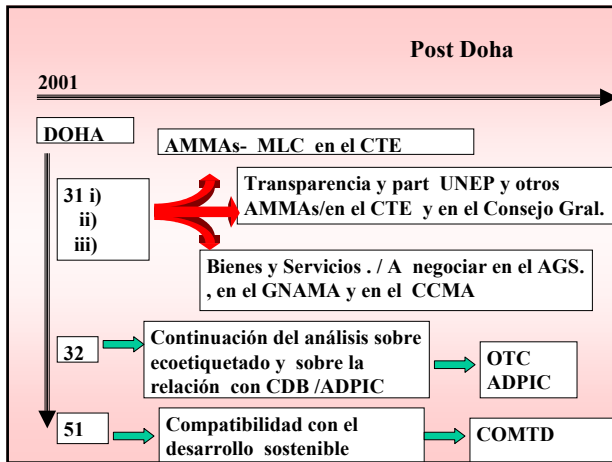 Post Doha
2001
DOHA
AMMAs- MLC en el CTE
31 i)
ii)
iii)
Transparencia y part UNEP y otros
AMMAs/en el CTE y en el Consejo Gral.
Bienes y Servicios . / A negociar en el AGS.
, en el GNAMA y en el CCMA
32
Continuación del análisis sobre
ecoetiquetado y sobre la
relación con CDB /ADPIC
OTC
ADPIC
51
Compatibilidad con el
desarrollo sostenible
COMTD